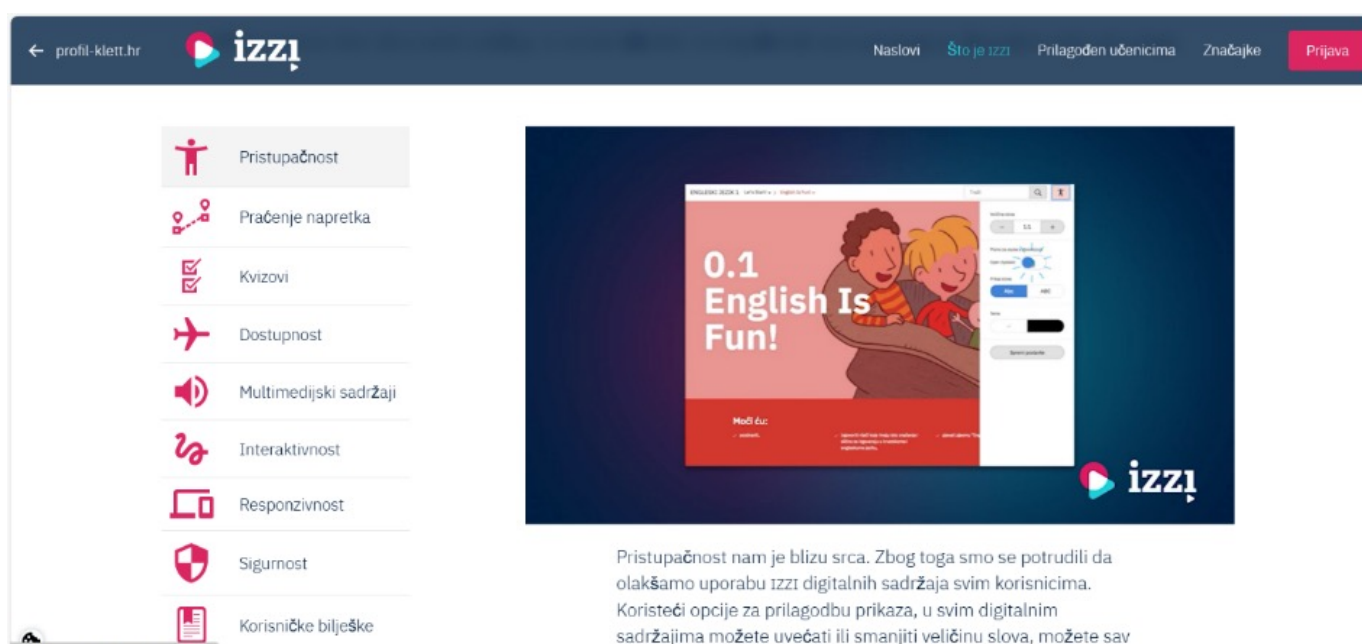 ← profil-klett.hr
izzi
Naslovi Što je IZZI Prilagođen učenicima Značajke Prijava
Pristupačnost
Praćenje napretka
Kvizovi
Dostupnost
Multimedijski sadržaji
Interaktivnost
Responzivnost
Sigurnost
Korisničke bilješke
0.1
English Is
Fun!
Moći ću:
1.1
ABC
izzi
Pristupačnost nam je blizu srca. Zbog toga smo se potrudili da
olakšamo uporabu IZZI digitalnih sadržaja svim korisnicima.
Koristeći opcije za prilagodbu prikaza, u svim digitalnim
sadržajima možete uvećati ili smanjiti veličinu slova, možete sav